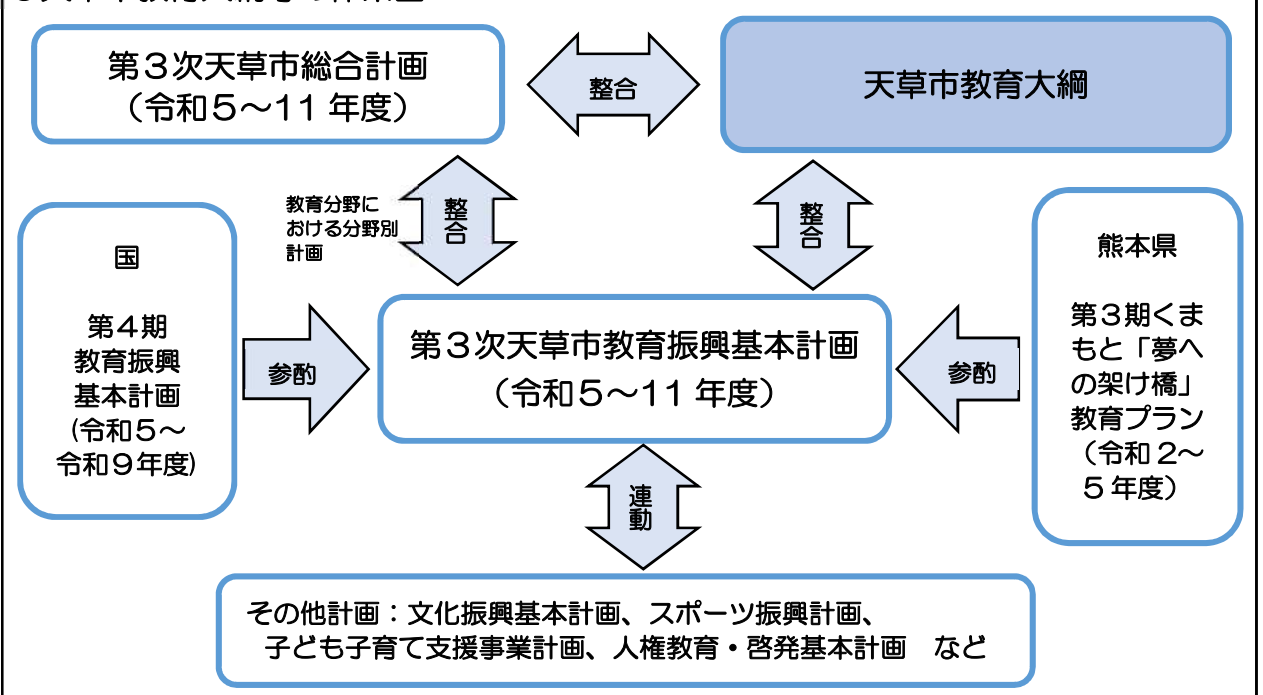 第３次天草市総合計画
（令和５～11 年度）
整合
天草市教育大綱
教育分野に
おける分野別
計画
整合
整合
国
第４期
教育振興
基本計画
(令和５～
令和９年度)
参酌
第３次天草市教育振興基本計画
（令和５～11 年度）
参酌
熊本県
第３期くま
もと「夢へ
の架け橋」
教育プラン
（令和２～
５年度）
連動
その他計画：文化振興基本計画、スポーツ振興計画、
子ども子育て支援事業計画、人権教育・啓発基本計画　など